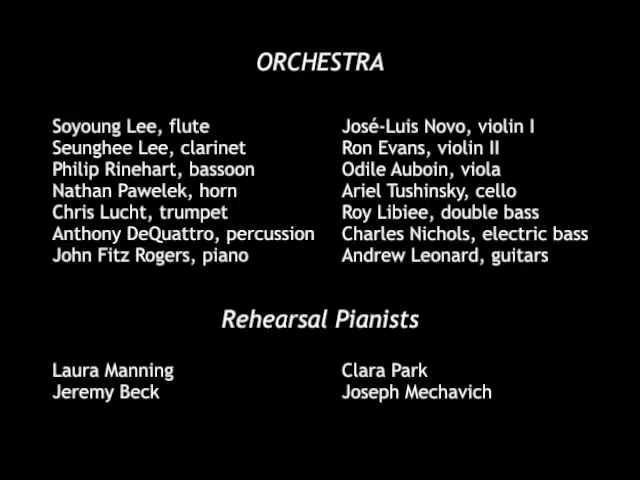 ORCHESTRA
Soyoung Lee, flute
Seunghee Lee, clarinet
Philip Rinehart, bassoon
Nathan Pawelek, horn
Chris Lucht, trumpet
Anthony DeQuattro, percussion
John Fitz Rogers, piano
José-Luis Novo, violin I
Ron Evans, violin II
Odile Auboin, viola
Ariel Tushinsky, cello
Roy Libiee, double bass
Charles Nichols, electric bass
Andrew Leonard, guitars
Rehearsal Pianists
Laura Manning
Jeremy Beck
Clara Park
Joseph Mechavich